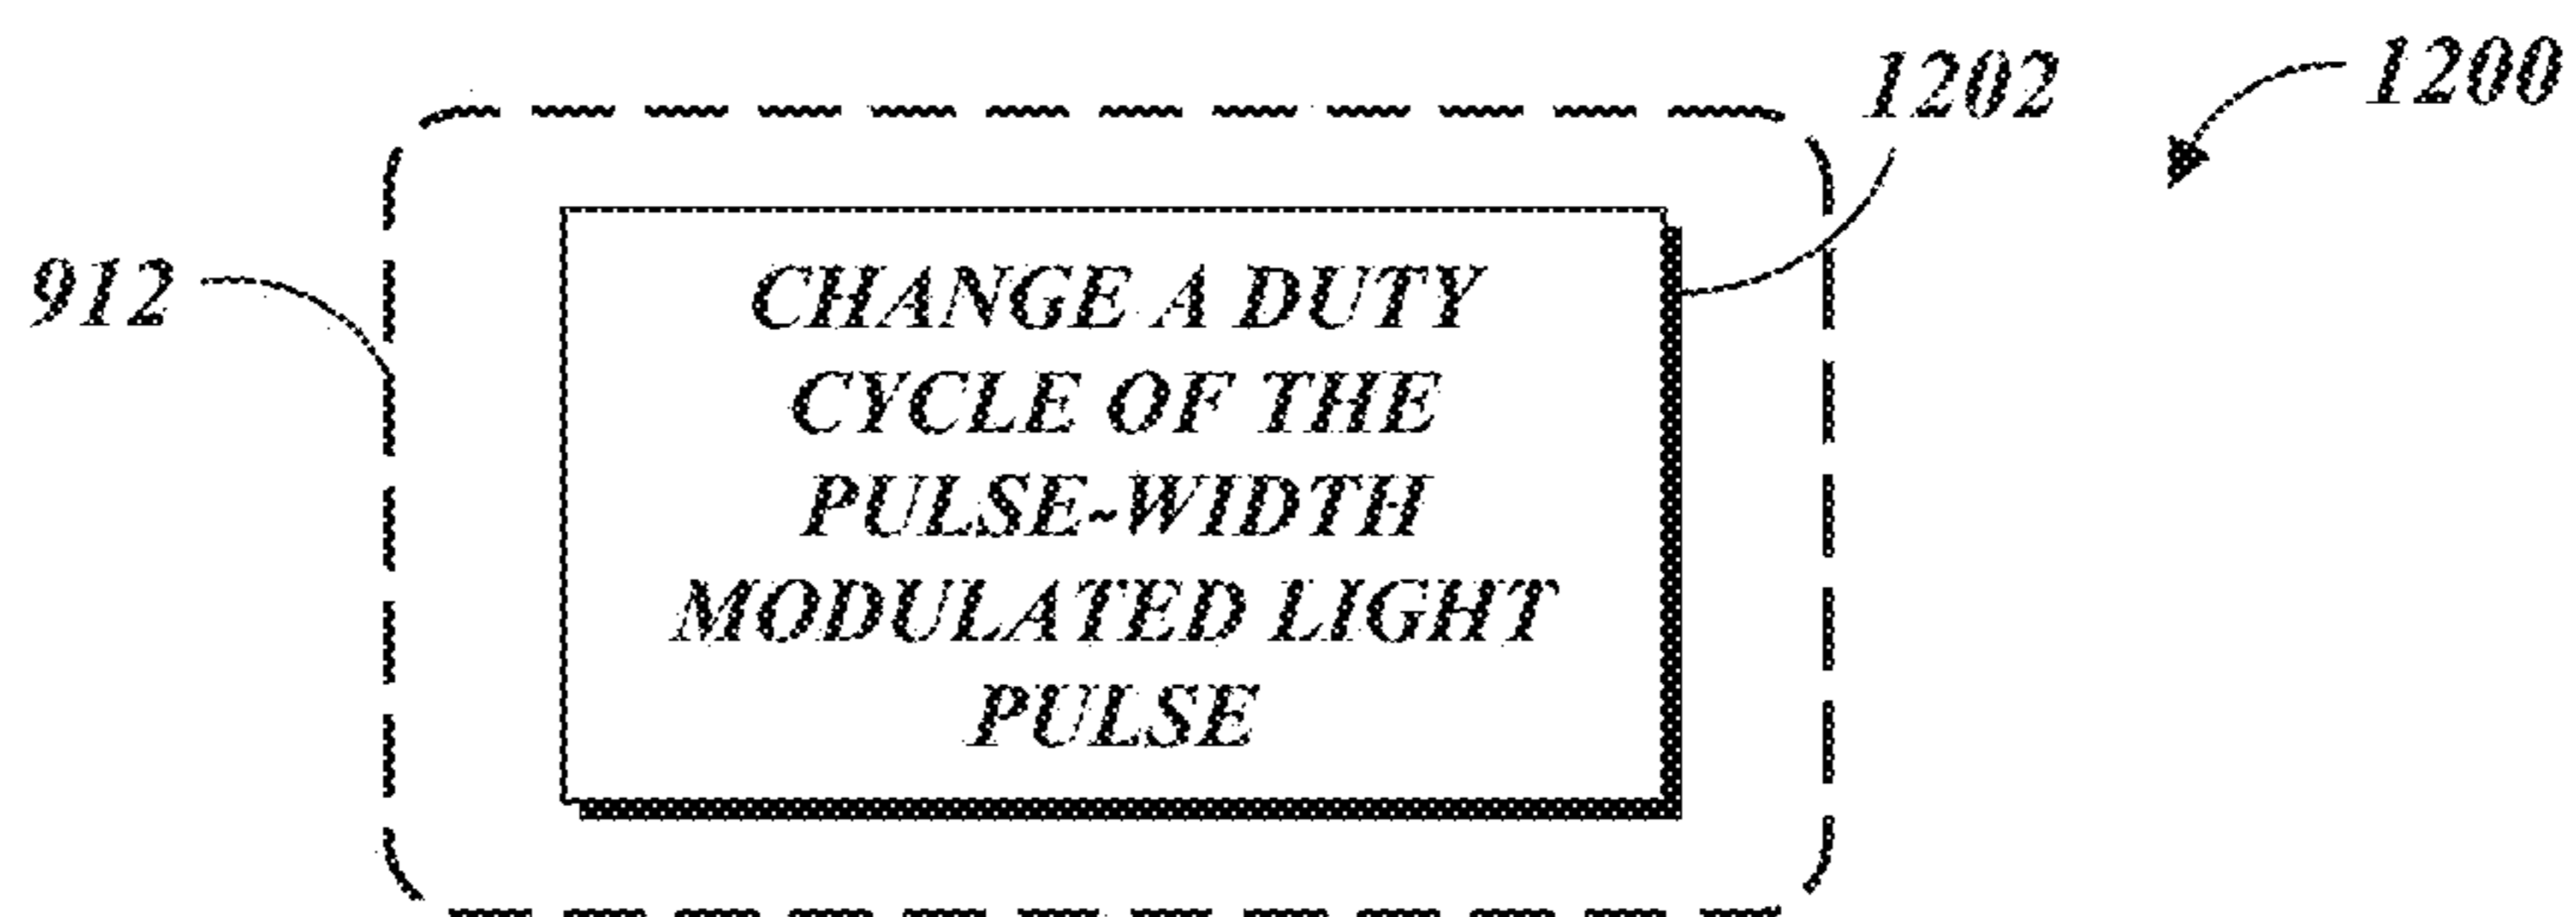 1200
1202
912
CHANGE A DUTY
CYCLE OF THE
PULSE-WIDTH
MODULATED LIGHT
PULSE